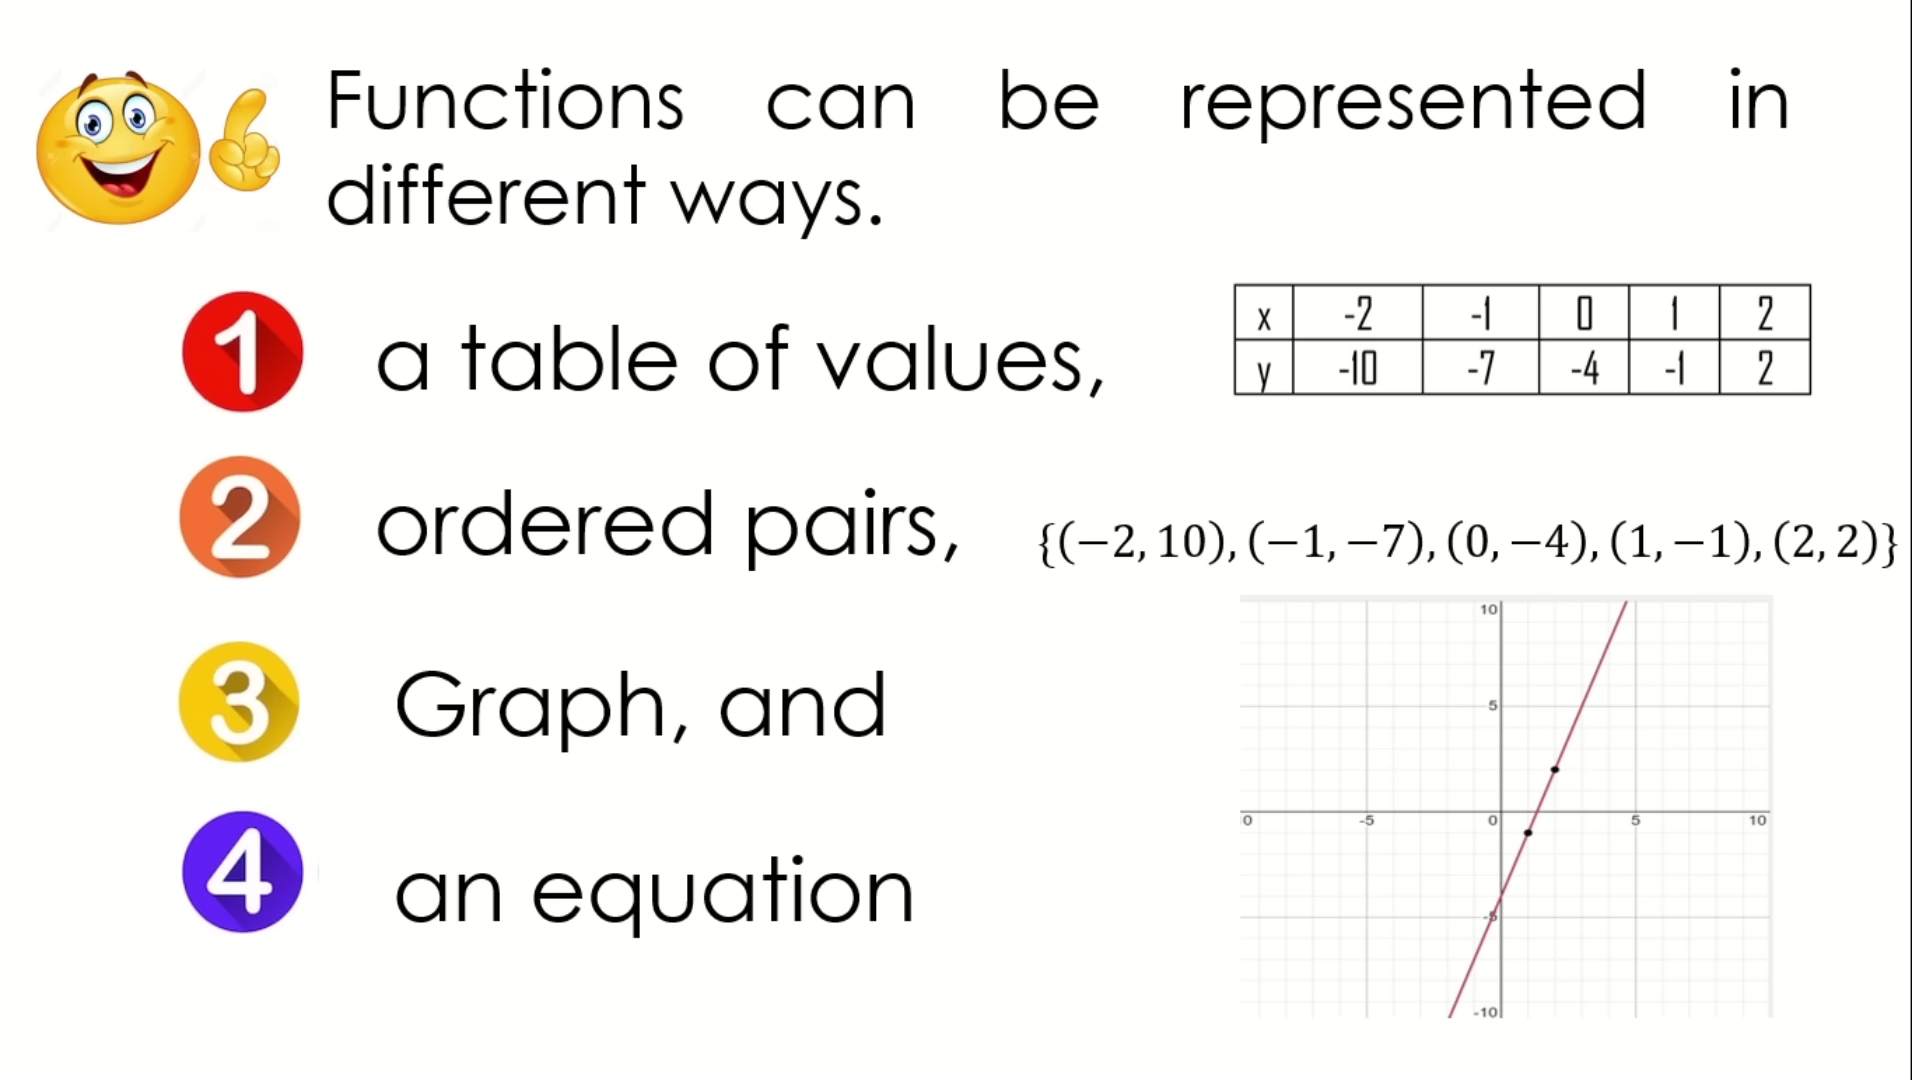 Functions can be represented in
different ways.
1 a table of values,
x -2 -1 0 1 2
y -10 -7 -4 -1 2
2 ordered pairs, {(−2, 10), (−1, −7), (0, −4), (1, −1), (2, 2)}
3 Graph, and
10
5
0 -5 0 5 10
-5
-10
4 an equation